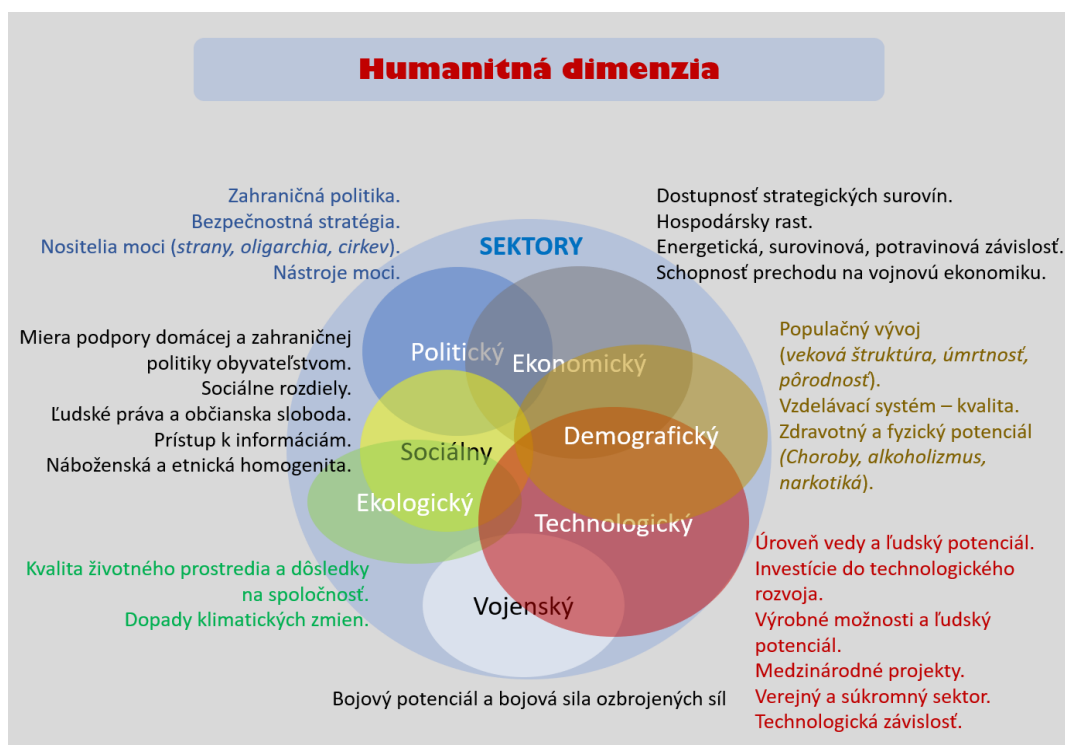 Humanitná dimenzia
Zahraničná politika.
Bezpečnostná stratégia.
Nositelia moci (strany, oligarchia, cirkev).
Nástroje moci.
Dostupnosť strategických surovín.
Hospodársky rast.
Energetická, surovinová, potravinová závislosť.
Schopnosť prechodu na vojnovú ekonomiku.
SEKTORY
Miera podpory domácej a zahraničnej
politiky obyvateľstvom.
Sociálne rozdiely.
Ľudské práva a občianska sloboda.
Prístup k informáciám.
Náboženská a etnická homogenita.
Politický
Ekonomický
Demografický
Sociálny
Ekologický
Technologický
Vojenský
Populačný vývoj
(veková štruktúra, úmrtnosť,
pôrodnosť).
Vzdelávací systém – kvalita.
Zdravotný a fyzický potenciál
(Choroby, alkoholizmus,
narkotiká).
Kvalita životného prostredia a dôsledky
na spoločnosť.
Dopady klimatických zmien.
Úroveň vedy a ľudský potenciál.
Investície do technologického
rozvoja.
Výrobné možnosti a ľudský
potenciál.
Medzinárodné projekty.
Verejný a súkromný sektor.
Technologická závislosť.
Bojový potenciál a bojová sila ozbrojených síl